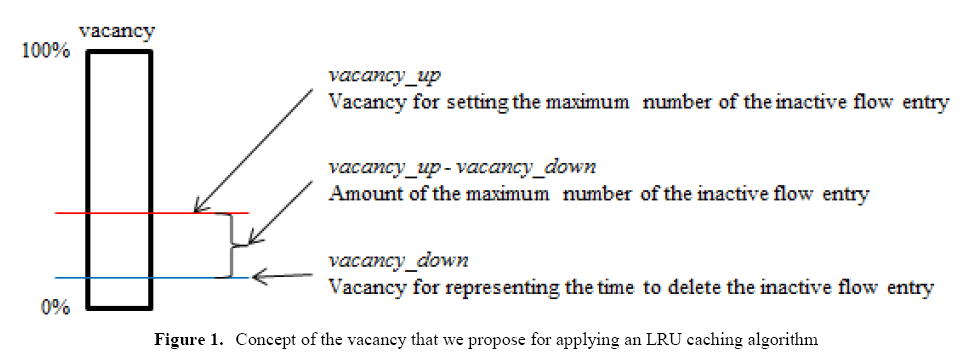 vacancy
100%
vacancy_up
Vacancy for setting the maximum number of the inactive flow entry
vacancy_up - vacancy_down
Amount of the maximum number of the inactive flow entry
vacancy_down
Vacancy for representing the time to delete the inactive flow entry
0%
Figure 1. Concept of the vacancy that we propose for applying an LRU caching algorithm